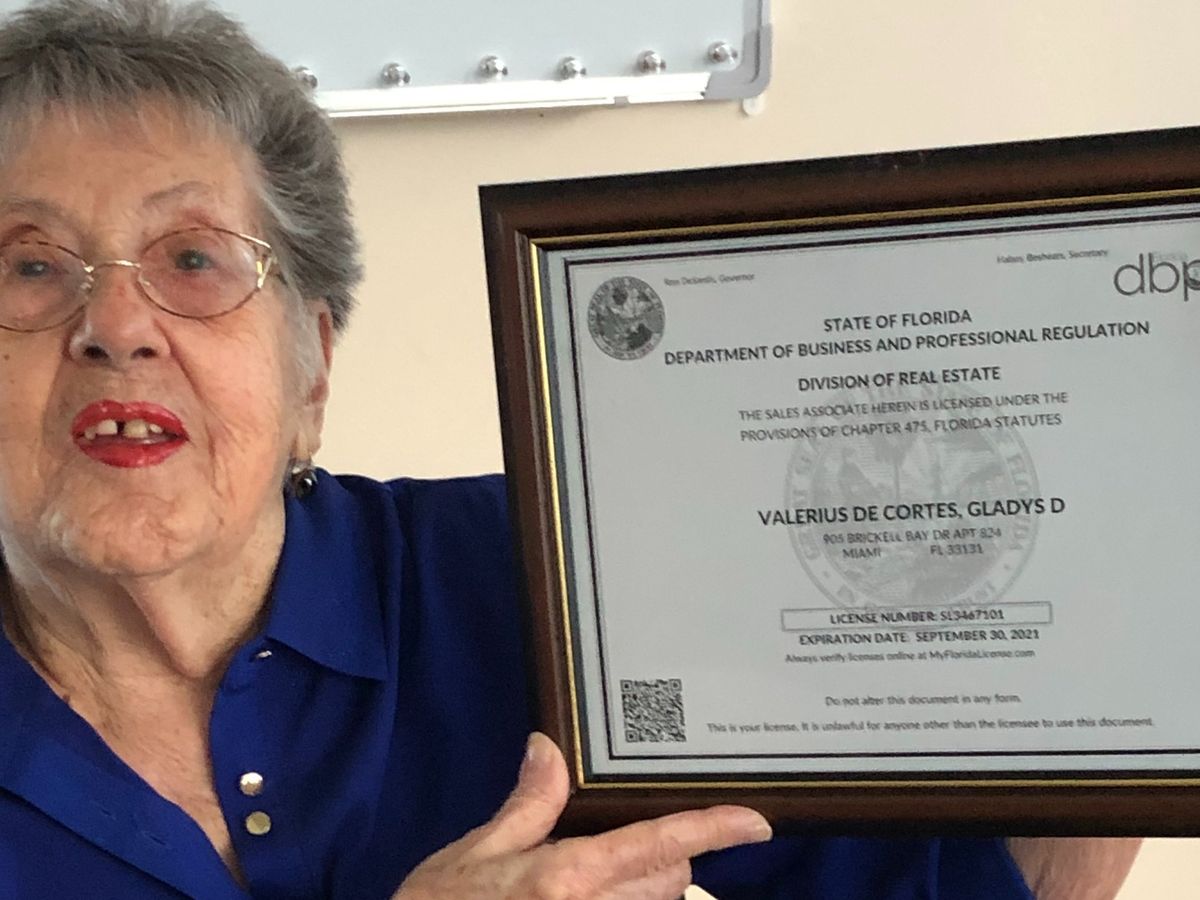 Ron DeSantis, Governor
Halsey Beshears, Secretary
dbp
STATE OF FLORIDA
DEPARTMENT OF BUSINESS AND PROFESSIONAL REGULATION
DIVISION OF REAL ESTATE
THE SALES ASSOCIATE HEREIN IS LICENSED UNDER THE
PROVISIONS OF CHAPTER 475, FLORIDA STATUTES
VALERIUS DE CORTES, GLADYS D
905 BRICKELL BAY DR APT 824
MIAMI FL 33131
LICENSE NUMBER: SL3467101
EXPIRATION DATE: SEPTEMBER 30, 2021
Always verify licenses online at MyFloridaLicense.com
Do not alter this document in any form.
This is your license. It is unlawful for anyone other than the licensee to use this document.